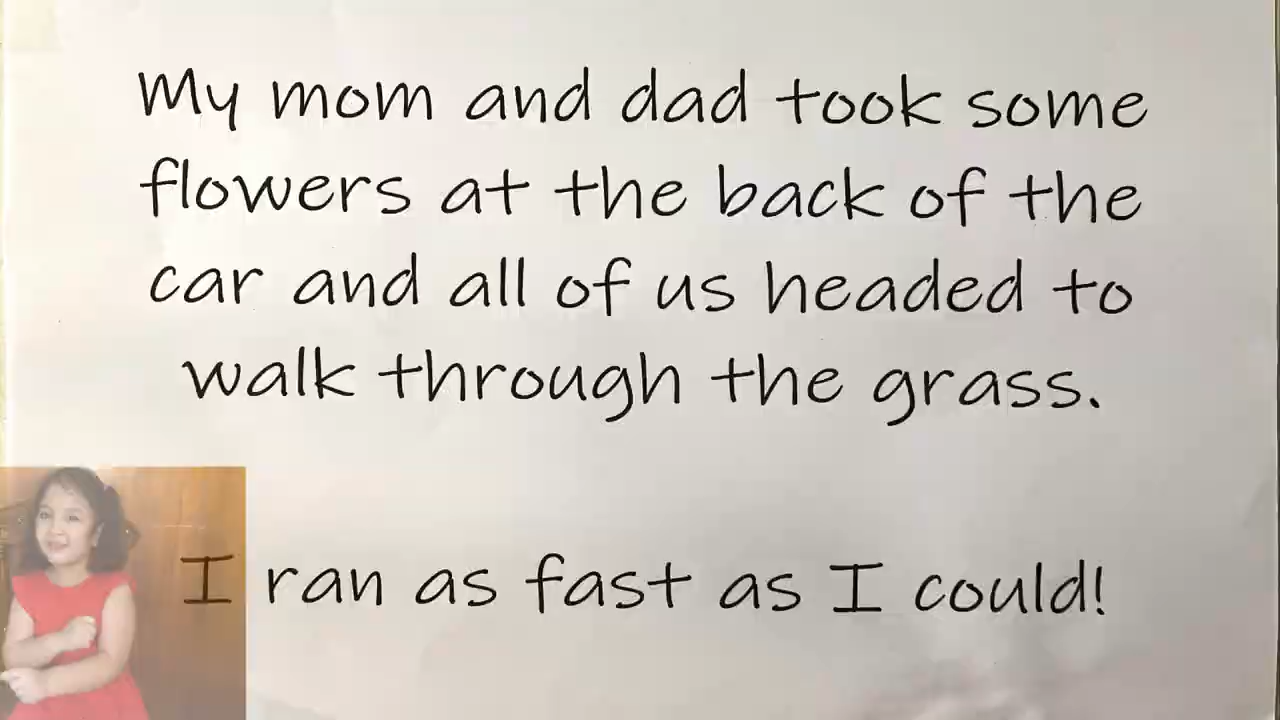 My mom and dad took some
flowers at the back of the
car and all of us headed to
walk through the grass.
I ran as fast as I could!